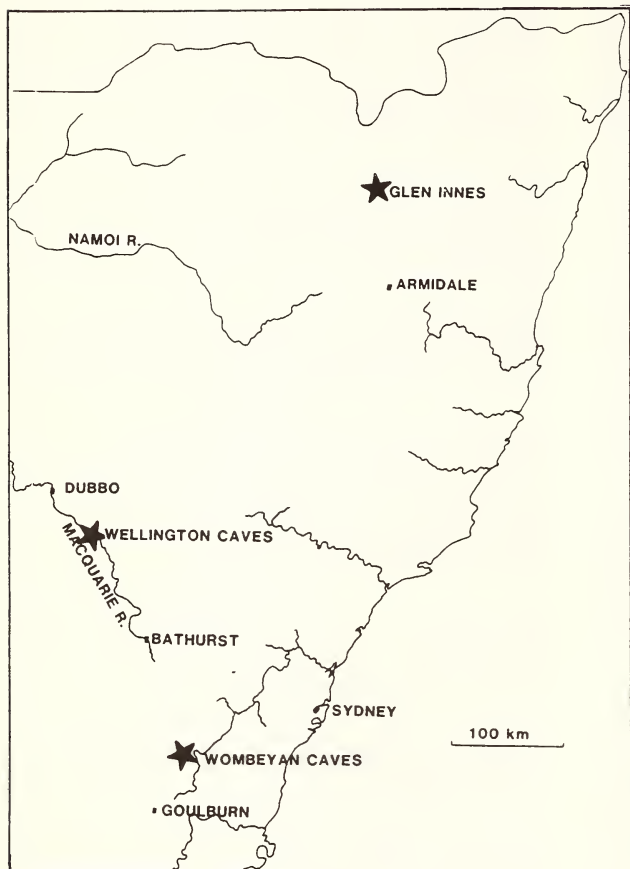 GLEN INNES
NAMOI R.
ARMIDALE
DUBBO
WELLINGTON CAVES
MACQUARIE R.
BATHURST
SYDNEY
100 km
WOMBEYAN CAVES
GOULBURN